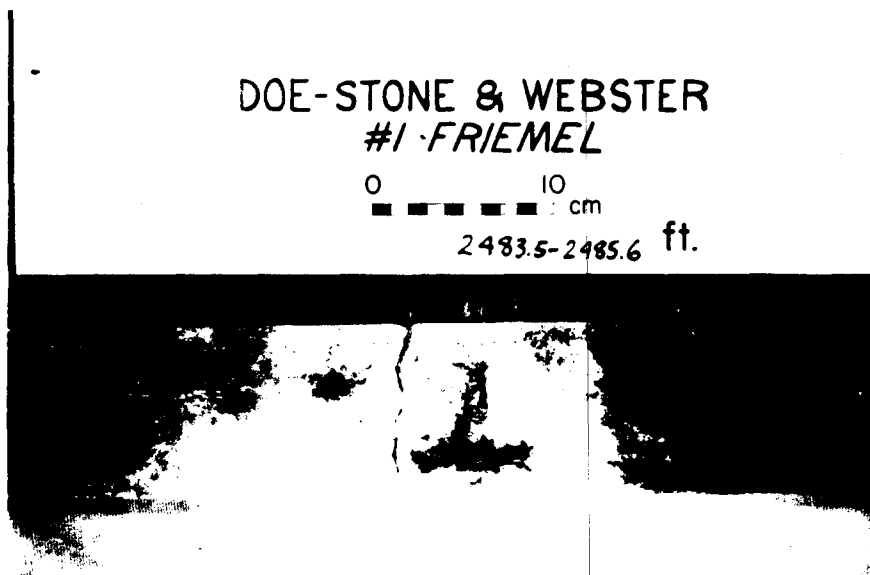 DOE-STONE & WEBSTER
#1 FRIEMEL
0 10
cm
2483.5-2485.6 ft.